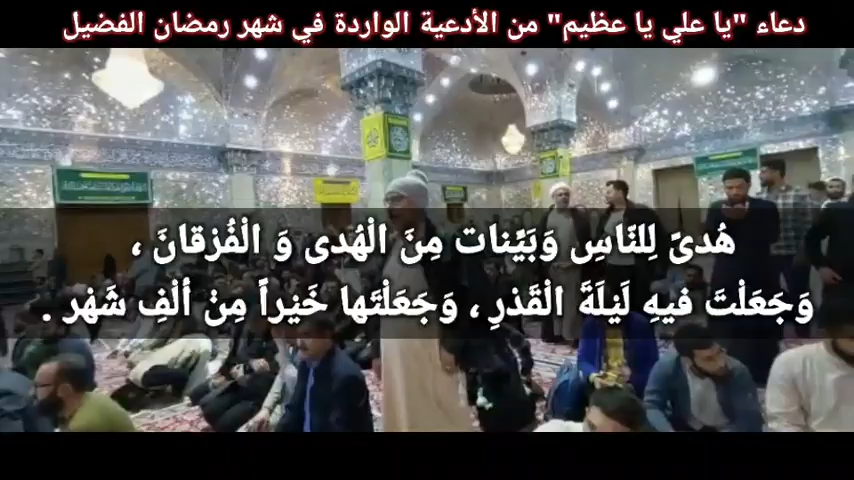 دعاء "يا علي يا عظيم" من الأدعية الواردة في شهر رمضان الفضيل
هُدىً لِلنّاسِ وَبَيِّنات مِنَ الْهُدى وَ الْفُرْقانَ ،
وَجَعَلْتَ فيهِ لَيْلَةَ الْقَدْرِ ، وَجَعَلْتَها خَيْراً مِنْ أَلْفِ شَهْر .